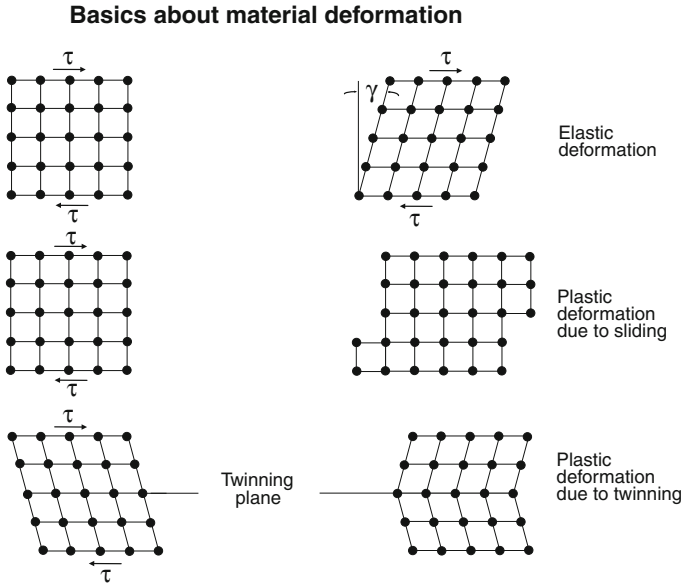 Basics about material deformation
τ
τ
γ
τ
τ
Elastic
deformation
τ
τ
Plastic
deformation
due to sliding
τ
τ
Twinning
plane
Plastic
deformation
due to twinning